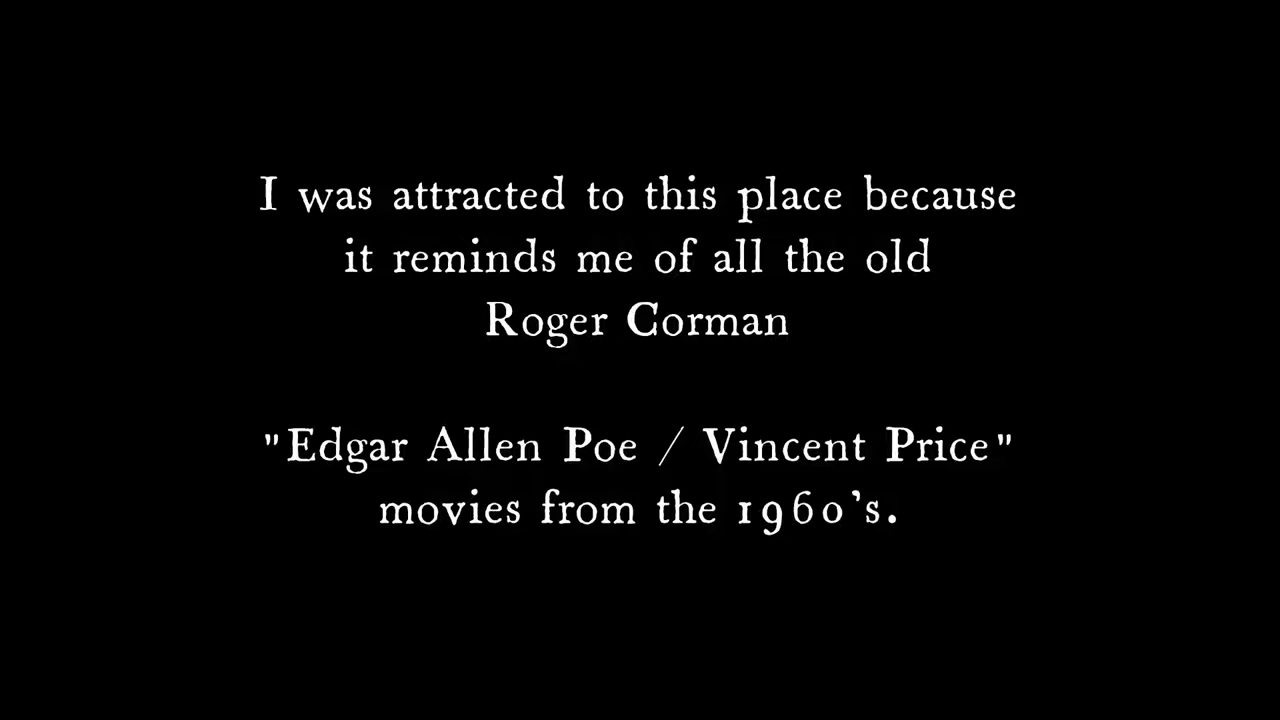 I was attracted to this place because
it reminds me of all the old
Roger Corman
"Edgar Allen Poe / Vincent Price"
movies from the 1960's.